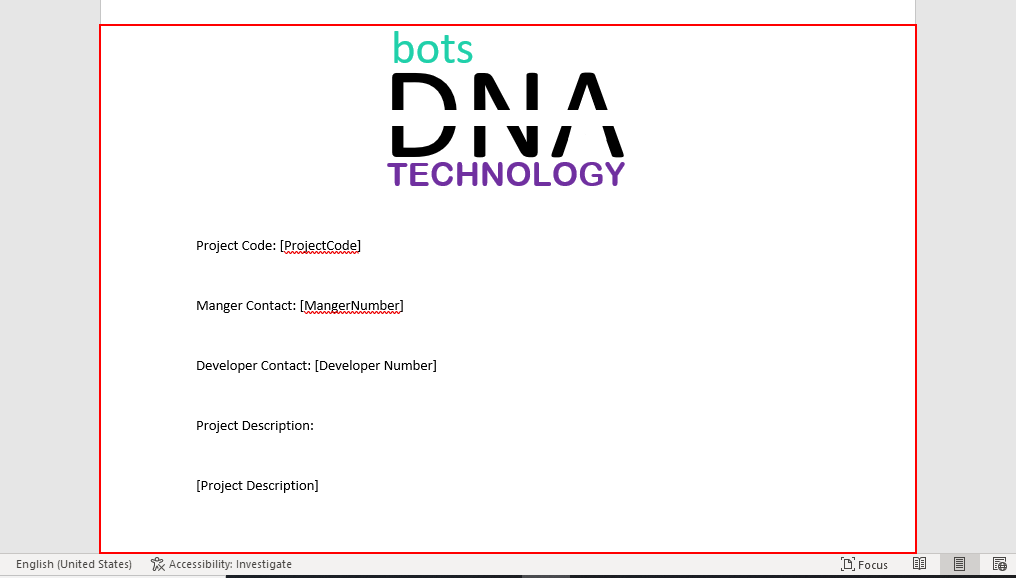 bots
DNA
TECHNOLOGY
Project Code: [ProjectCode]
Manger Contact: [MangerNumber]
Developer Contact: [Developer Number]
Project Description:
[Project Description]
English (United States) Accessibility: Investigate Focus